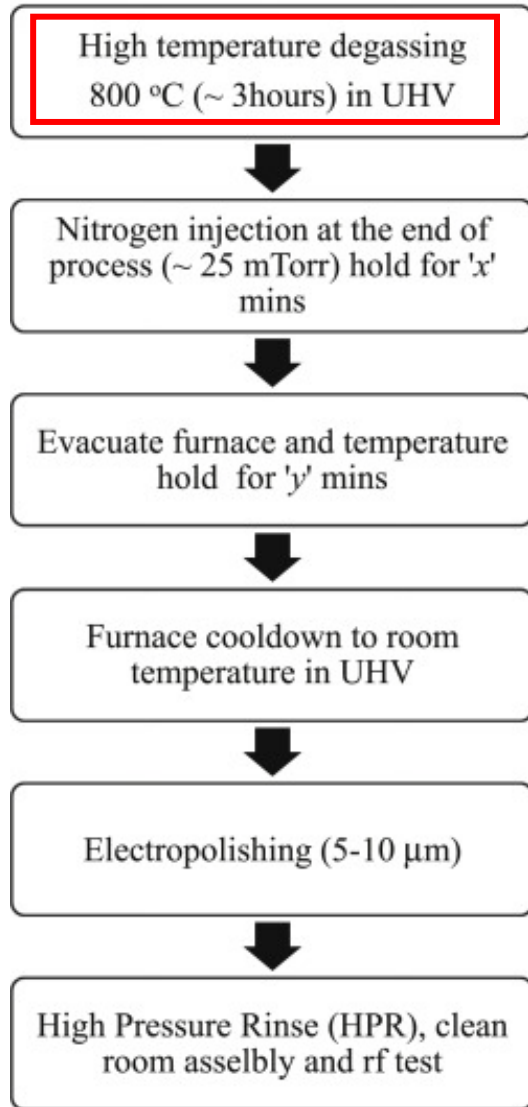 High temperature degassing
800 °C (~ 3hours) in UHV
Nitrogen injection at the end of
process (~ 25 mTorr) hold for 'x'
mins
Evacuate furnace and temperature
hold for 'y' mins
Furnace cooldown to room
temperature in UHV
Electropolishing (5-10 μm)
High Pressure Rinse (HPR), clean
room asselbly and rf test